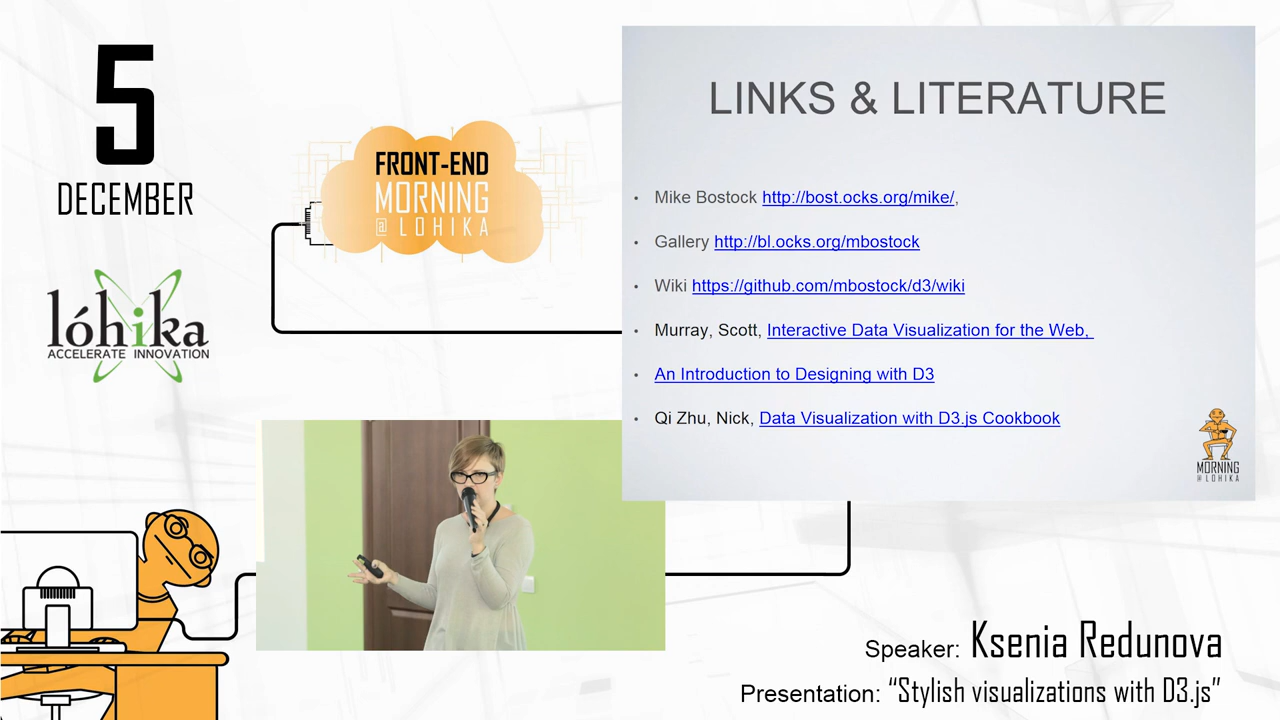 5
DECEMBER
lóhika
ACCELERATE INNOVATION
FRONT-END
MORNING
@ LOHIKA
LINKS & LITERATURE
• Mike Bostock http://bost.ocks.org/mike/,
• Gallery http://bl.ocks.org/mbostock
• Wiki https://github.com/mbostock/d3/wiki
• Murray, Scott, Interactive Data Visualization for the Web,
• An Introduction to Designing with D3
• Qi Zhu, Nick, Data Visualization with D3.js Cookbook
MORNING
@ LOHIKA
Speaker: Ksenia Redunova
Presentation: “Stylish visualizations with D3.js”